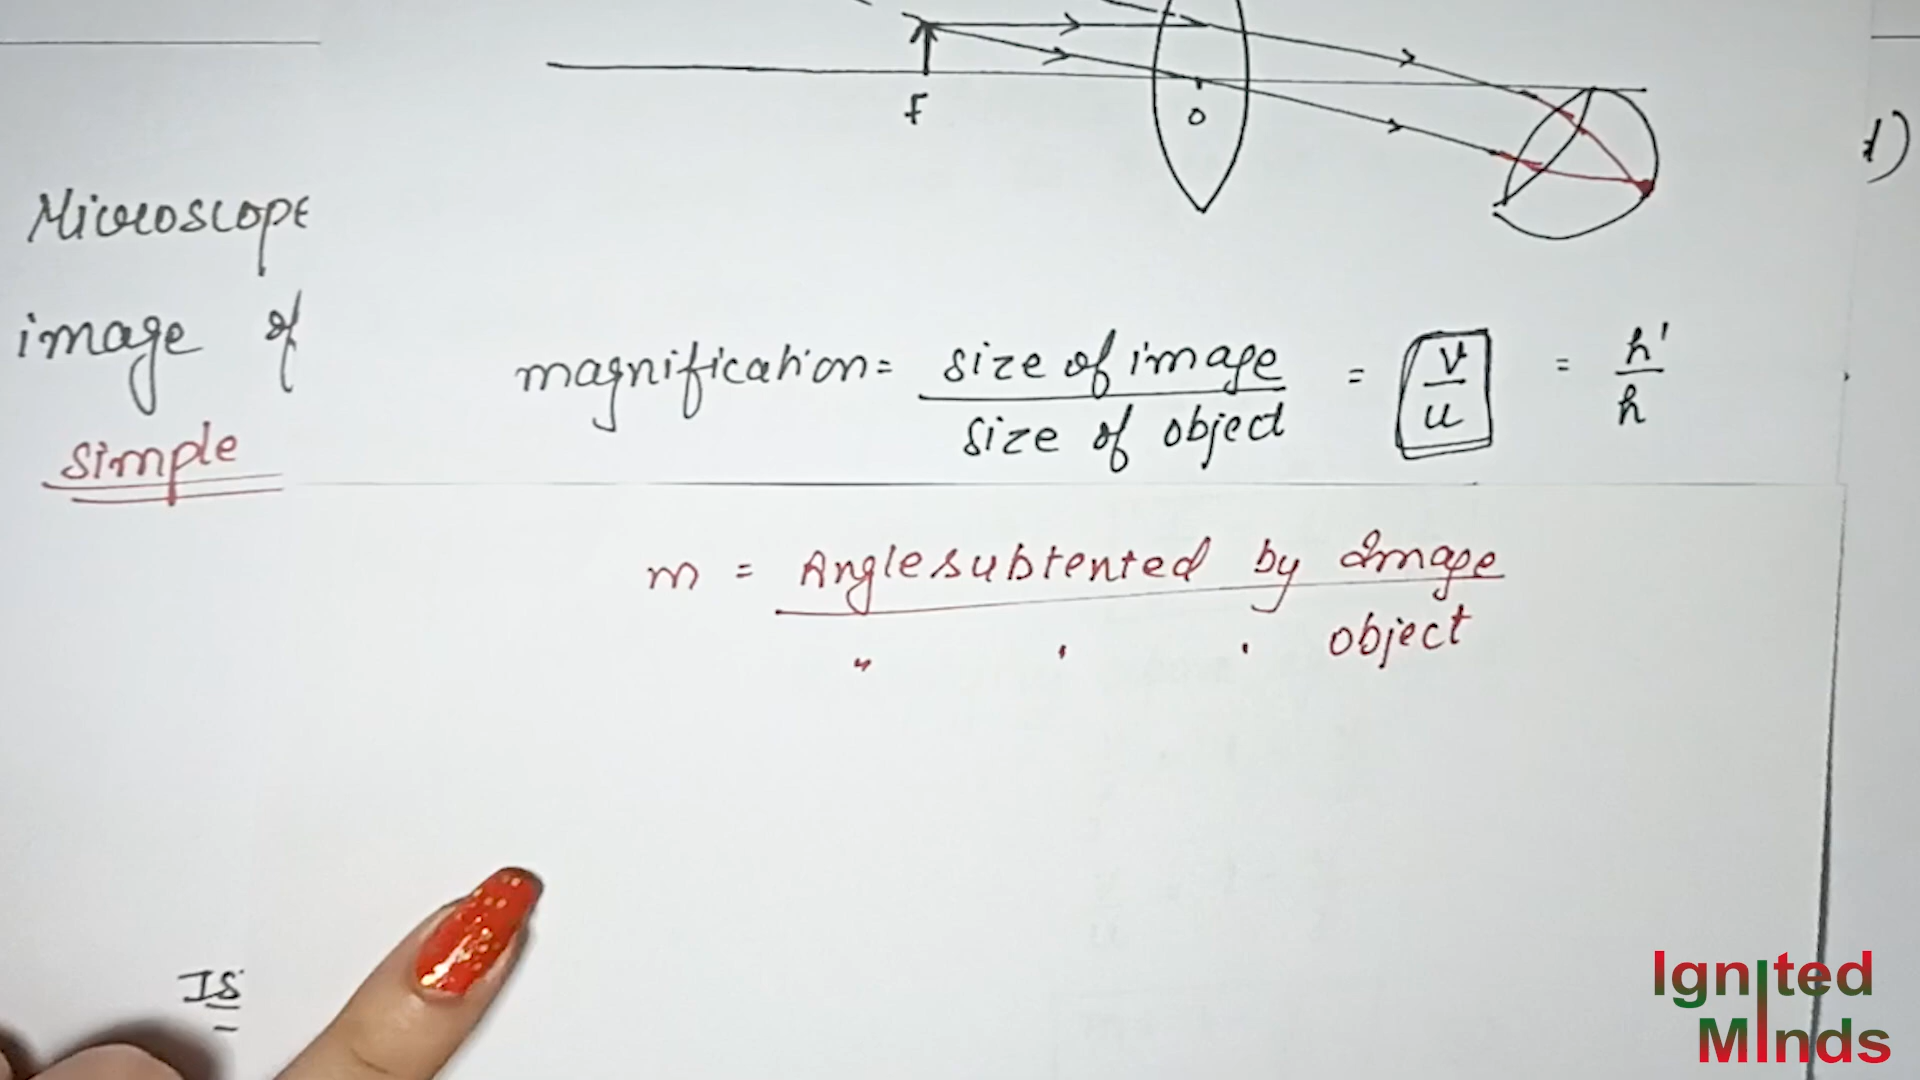 F
O
Microscope
image of
simple
magnification = size of image / size of object = v/u = h'/h
m = Angle subtented by Image
" ' ' object
IS
Ignited
Minds